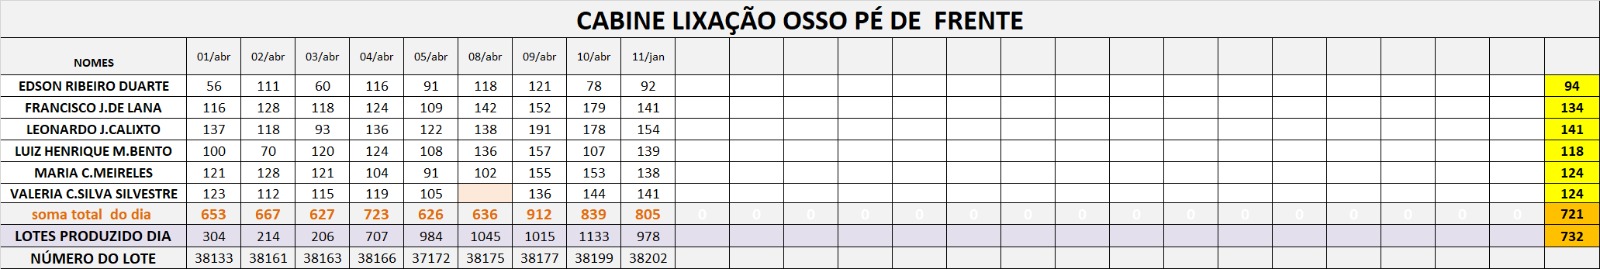 CABINE LIXAÇÃO OSSO PÉ DE FRENTE
NOMES 01/abr 02/abr 03/abr 04/abr 05/abr 08/abr 09/abr 10/abr 11/jan
EDSON RIBEIRO DUARTE 56 111 60 116 91 118 121 78 92 94
FRANCISCO J.DE LANA 116 128 118 124 109 142 152 179 141 134
LEONARDO J.CALIXTO 137 118 93 136 122 138 191 178 154 141
LUIZ HENRIQUE M.BENTO 100 70 120 124 108 136 157 107 139 118
MARIA C.MEIRELES 121 128 121 104 91 102 155 153 138 124
VALERIA C.SILVA SILVESTRE 123 112 115 119 105 136 144 141 124
soma total do dia 653 667 627 723 626 636 912 839 805 0 0 0 0 0 0 0 0 0 0 0 0 0 0 0 0 721
LOTES PRODUZIDO DIA 304 214 206 707 984 1045 1015 1133 978 732
NÚMERO DO LOTE 38133 38161 38163 38166 37172 38175 38177 38199 38202